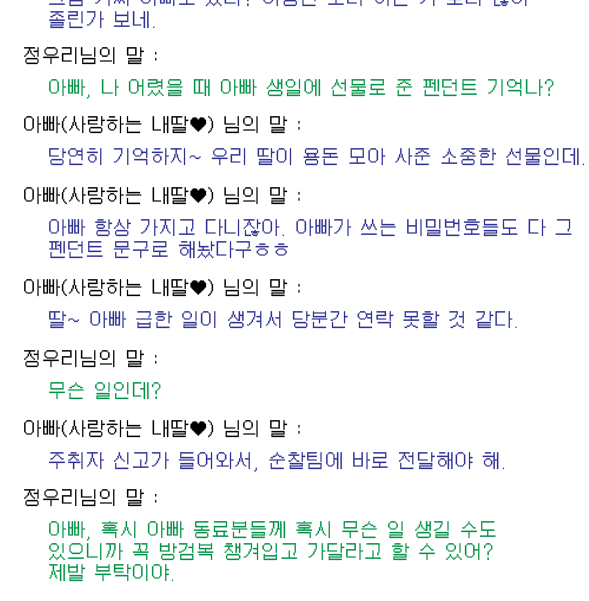 졸린가 보네.
정우리님의 말 :
아빠, 나 어렸을 때 아빠 생일에 선물로 준 펜던트 기억나?
아빠(사랑하는 내딸♥) 님의 말 :
당연히 기억하지~ 우리 딸이 용돈 모아 사준 소중한 선물인데.
아빠(사랑하는 내딸♥) 님의 말 :
아빠 항상 가지고 다니잖아. 아빠가 쓰는 비밀번호들도 다 그
펜던트 문구로 해놨다구ㅎㅎ
아빠(사랑하는 내딸♥) 님의 말 :
딸~ 아빠 급한 일이 생겨서 당분간 연락 못할 것 같다.
정우리님의 말 :
무슨 일인데?
아빠(사랑하는 내딸♥) 님의 말 :
주취자 신고가 들어와서, 순찰팀에 바로 전달해야 해.
정우리님의 말 :
아빠, 혹시 아빠 동료분들께 혹시 무슨 일 생길 수도
있으니까 꼭 방검복 챙겨입고 가달라고 할 수 있어?
제발 부탁이야.